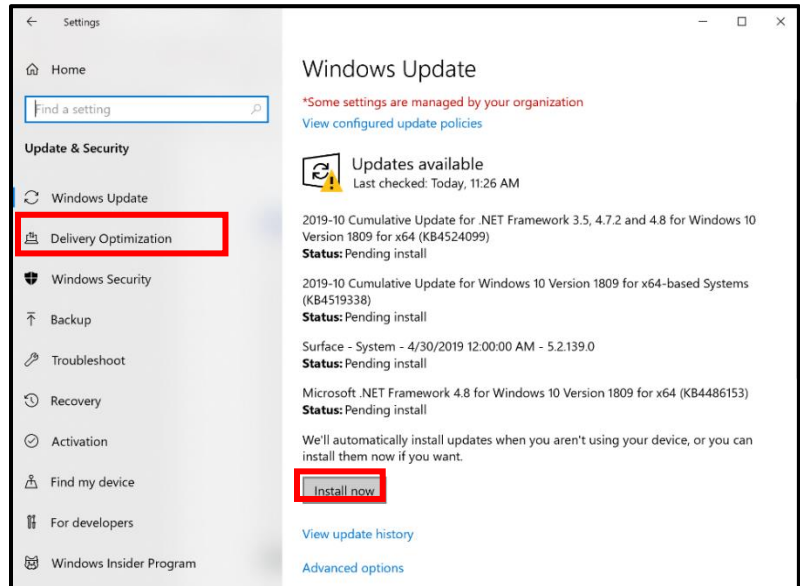 Settings
Home
Find a setting
Update & Security
Windows Update
Delivery Optimization
Windows Security
Backup
Troubleshoot
Recovery
Activation
Find my device
For developers
Windows Insider Program
Windows Update
*Some settings are managed by your organization
View configured update policies
Updates available
Last checked: Today, 11:26 AM
2019-10 Cumulative Update for .NET Framework 3.5, 4.7.2 and 4.8 for Windows 10
Version 1809 for x64 (KB4524099)
Status: Pending install
2019-10 Cumulative Update for Windows 10 Version 1809 for x64-based Systems
(KB4519338)
Status: Pending install
Surface - System - 4/30/2019 12:00:00 AM - 5.2.139.0
Status: Pending install
Microsoft .NET Framework 4.8 for Windows 10 Version 1809 for x64 (KB4486153)
Status: Pending install
We'll automatically install updates when you aren't using your device, or you can
install them now if you want.
Install now
View update history
Advanced options